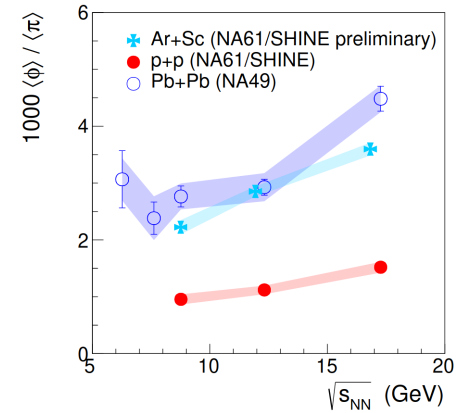 1000 ⟨ϕ⟩ / ⟨π⟩
6
Ar+Sc (NA61/SHINE preliminary)
p+p (NA61/SHINE)
Pb+Pb (NA49)
4
2
0
5 10 15 20
√s_NN (GeV)